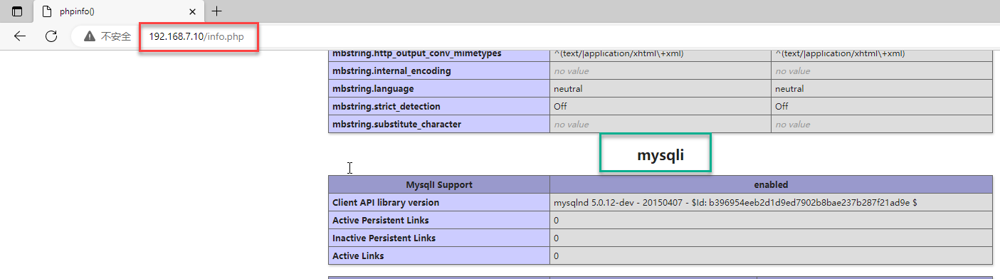 phpinfo()
不安全 192.168.7.10/info.php
mbstring.http_output_conv_mimetypes ^(text/|application/xhtml\+xml) ^(text/|application/xhtml\+xml)
mbstring.internal_encoding no value no value
mbstring.language neutral neutral
mbstring.strict_detection Off Off
mbstring.substitute_character no value no value
mysqli
MysqlI Support enabled
Client API library version mysqlnd 5.0.12-dev - 20150407 - $Id: b396954eeb2d1d9ed7902b8bae237b287f21ad9e $
Active Persistent Links 0
Inactive Persistent Links 0
Active Links 0